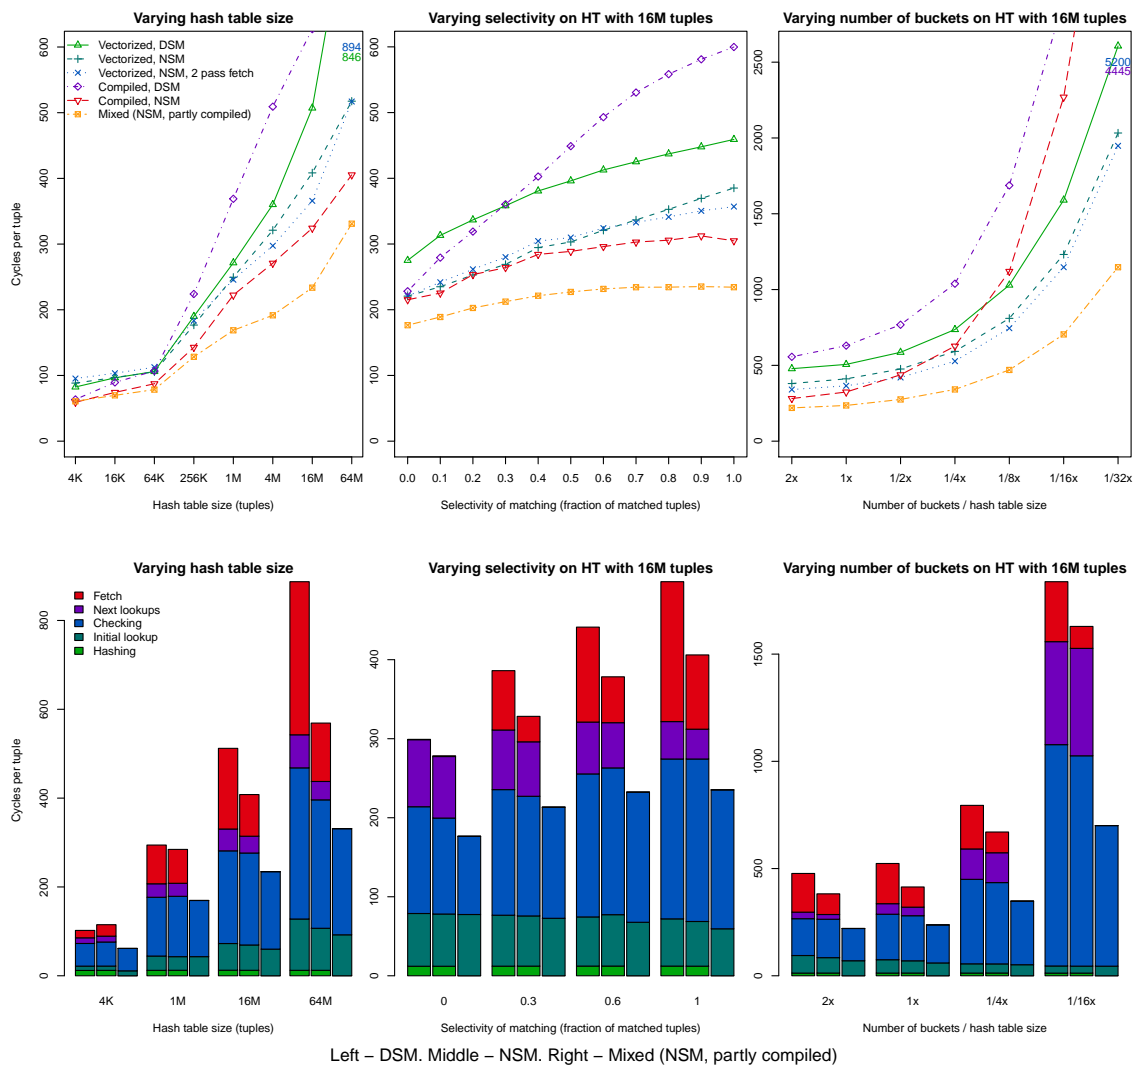 Varying hash table size
Varying selectivity on HT with 16M tuples
Varying number of buckets on HT with 16M tuples
Cycles per tuple
0 100 200 300 400 500 600
Vectorized, DSM
Vectorized, NSM
Vectorized, NSM, 2 pass fetch
Compiled, DSM
Compiled, NSM
Mixed (NSM, partly compiled)
894
846
4K 16K 64K 256K 1M 4M 16M 64M
Hash table size (tuples)
0 100 200 300 400 500 600
0.0 0.1 0.2 0.3 0.4 0.5 0.6 0.7 0.8 0.9 1.0
Selectivity of matching (fraction of matched tuples)
0 500 1000 1500 2000 2500
5200
4445
2x 1x 1/2x 1/4x 1/8x 1/16x 1/32x
Number of buckets / hash table size
Varying hash table size
Varying selectivity on HT with 16M tuples
Varying number of buckets on HT with 16M tuples
Cycles per tuple
0 200 400 600 800
Fetch
Next lookups
Checking
Initial lookup
Hashing
4K 1M 16M 64M
Hash table size (tuples)
0 100 200 300 400
0 0.3 0.6 1
Selectivity of matching (fraction of matched tuples)
0 500 1000 1500
2x 1x 1/4x 1/16x
Number of buckets / hash table size
Left − DSM. Middle − NSM. Right − Mixed (NSM, partly compiled)